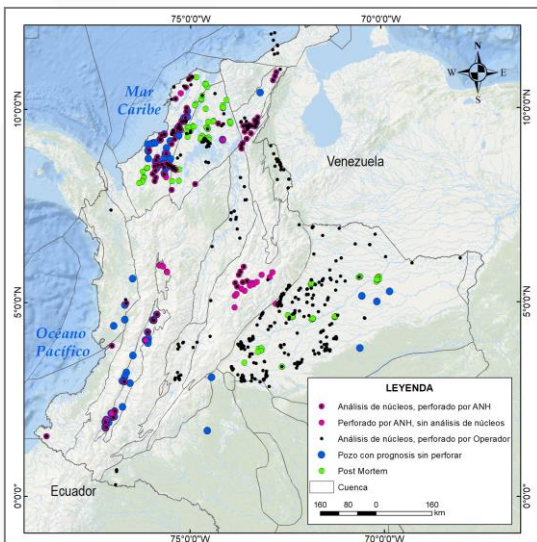 75°0'0"W
70°0'0"W
N
W
E
S
10°0'0"N
10°0'0"N
Mar
Caribe
Venezuela
5°0'0"N
5°0'0"N
Océano
Pacífico
LEYENDA
Análisis de núcleos, perforado por ANH
Perforado por ANH, sin análisis de núcleos
Análisis de núcleos, perforado por Operador
Pozo con prognosis sin perforar
Post Mortem
Cuenca
160 80 0 160
km
0°0'0"
0°0'0"
Ecuador
75°0'0"W
70°0'0"W